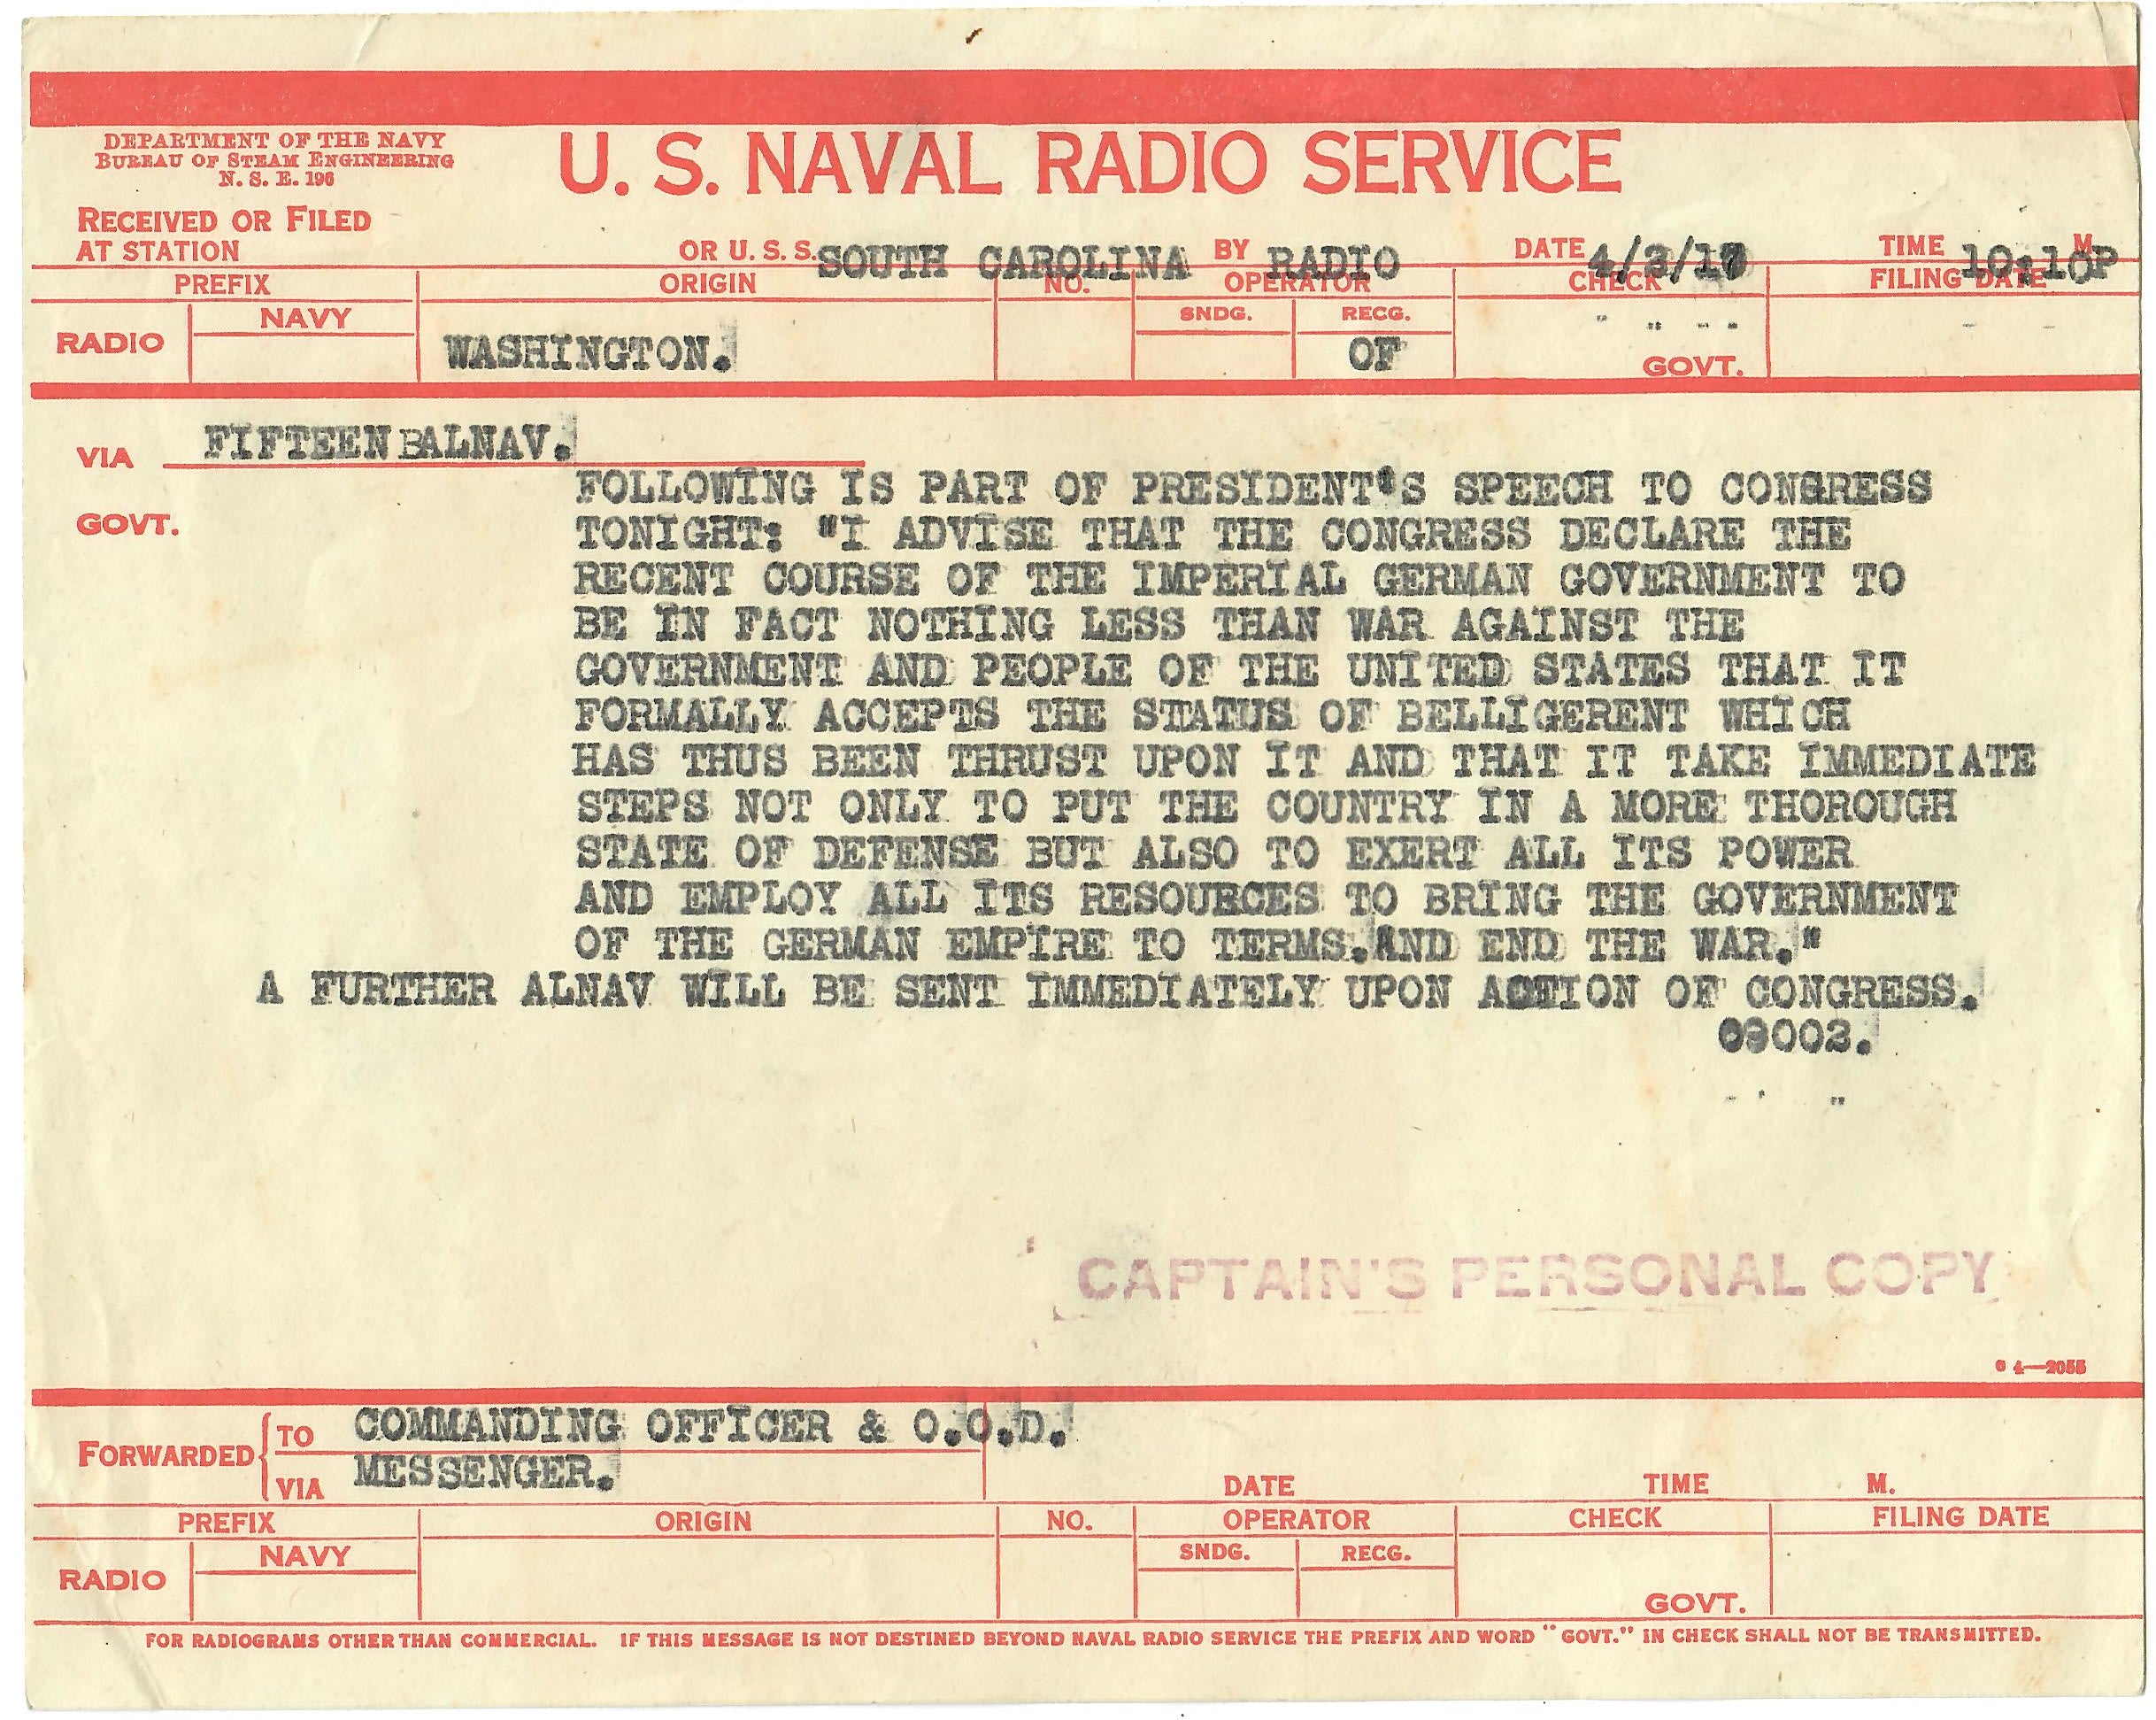 DEPARTMENT OF THE NAVY
BUREAU OF STEAM ENGINEERING
N. S. E. 196
U. S. NAVAL RADIO SERVICE
RECEIVED OR FILED
AT STATION OR U. S. S. SOUTH CAROLINA BY RADIO DATE 4/3/17 TIME 10:10P M.
PREFIX ORIGIN NO. OPERATOR CHECK FILING DATE
RADIO NAVY WASHINGTON. SNDG. RECG. OF GOVT.
VIA FIFTEEN ALNAV.
GOVT.
FOLLOWING IS PART OF PRESIDENT'S SPEECH TO CONGRESS
TONIGHT: "I ADVISE THAT THE CONGRESS DECLARE THE
RECENT COURSE OF THE IMPERIAL GERMAN GOVERNMENT TO
BE IN FACT NOTHING LESS THAN WAR AGAINST THE
GOVERNMENT AND PEOPLE OF THE UNITED STATES THAT IT
FORMALLY ACCEPTS THE STATUS OF BELLIGERENT WHICH
HAS THUS BEEN THRUST UPON IT AND THAT IT TAKE IMMEDIATE
STEPS NOT ONLY TO PUT THE COUNTRY IN A MORE THOROUGH
STATE OF DEFENSE BUT ALSO TO EXERT ALL ITS POWER
AND EMPLOY ALL ITS RESOURCES TO BRING THE GOVERNMENT
OF THE GERMAN EMPIRE TO TERMS.AND END THE WAR."
A FURTHER ALNAV WILL BE SENT IMMEDIATELY UPON ACTION OF CONGRESS.
09002.
CAPTAIN'S PERSONAL COPY
6 4—2055
FORWARDED TO COMMANDING OFFICER & O.O.D.
VIA MESSENGER. DATE TIME M.
PREFIX ORIGIN NO. OPERATOR CHECK FILING DATE
RADIO NAVY SNDG. RECG. GOVT.
FOR RADIOGRAMS OTHER THAN COMMERCIAL. IF THIS MESSAGE IS NOT DESTINED BEYOND NAVAL RADIO SERVICE THE PREFIX AND WORD "GOVT." IN CHECK SHALL NOT BE TRANSMITTED.